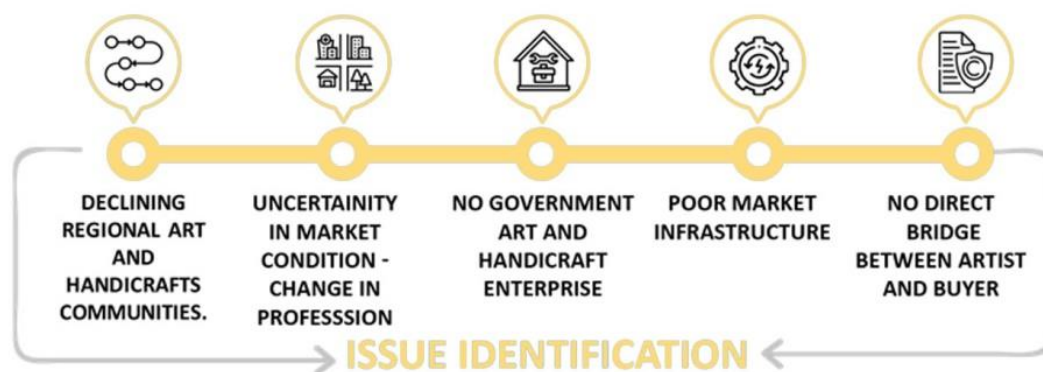 DECLINING
REGIONAL ART
AND
HANDICRAFTS
COMMUNITIES.
UNCERTAINITY
IN MARKET
CONDITION -
CHANGE IN
PROFESSSION
NO GOVERNMENT
ART AND
HANDICRAFT
ENTERPRISE
POOR MARKET
INFRASTRUCTURE
NO DIRECT
BRIDGE
BETWEEN ARTIST
AND BUYER
ISSUE IDENTIFICATION